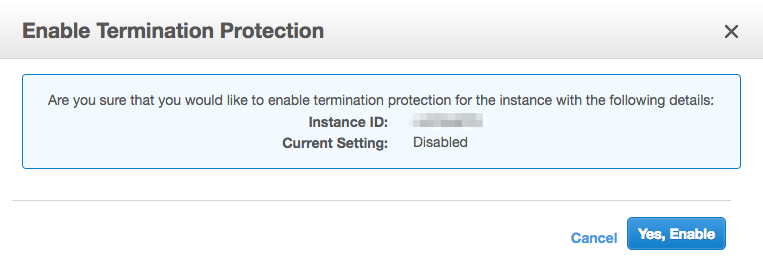 Enable Termination Protection
Are you sure that you would like to enable termination protection for the instance with the following details:
Instance ID:
Current Setting: Disabled
Cancel Yes, Enable